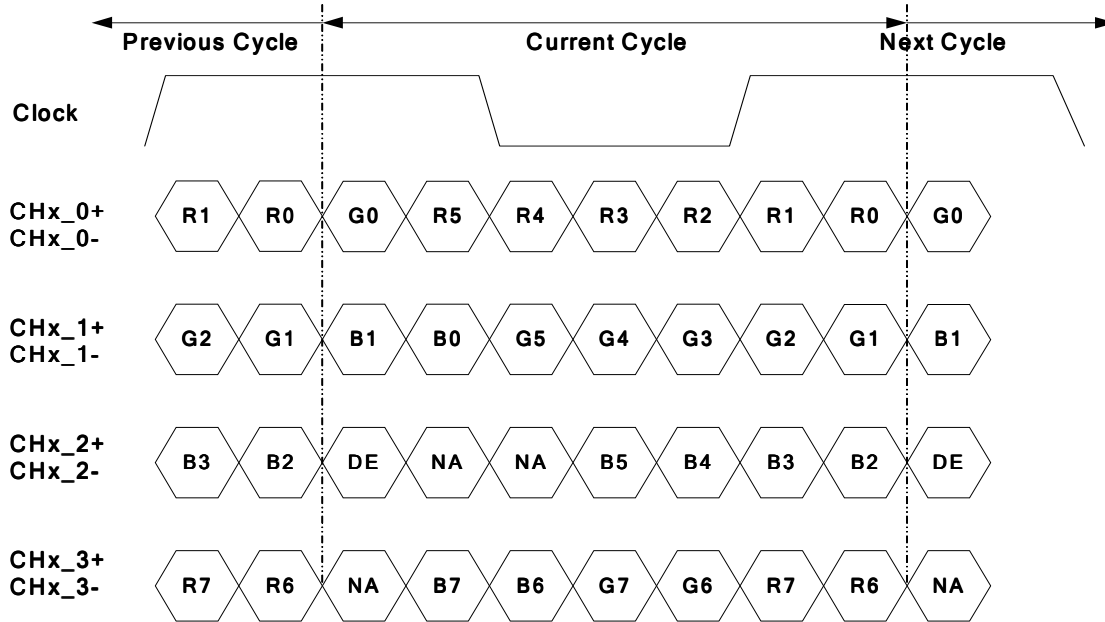 Previous Cycle Current Cycle Next Cycle
Clock
CHx_0+
CHx_0-
R1 R0 G0 R5 R4 R3 R2 R1 R0 G0
CHx_1+
CHx_1-
G2 G1 B1 B0 G5 G4 G3 G2 G1 B1
CHx_2+
CHx_2-
B3 B2 DE NA NA B5 B4 B3 B2 DE
CHx_3+
CHx_3-
R7 R6 NA B7 B6 G7 G6 R7 R6 NA